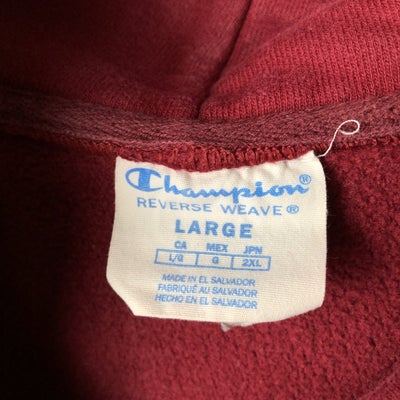 Champion®
REVERSE WEAVE®
LARGE
CA MEX JPN
L/G G 2XL
MADE IN EL SALVADOR
FABRIQUÉ AU SALVADOR
HECHO EN EL SALVADOR